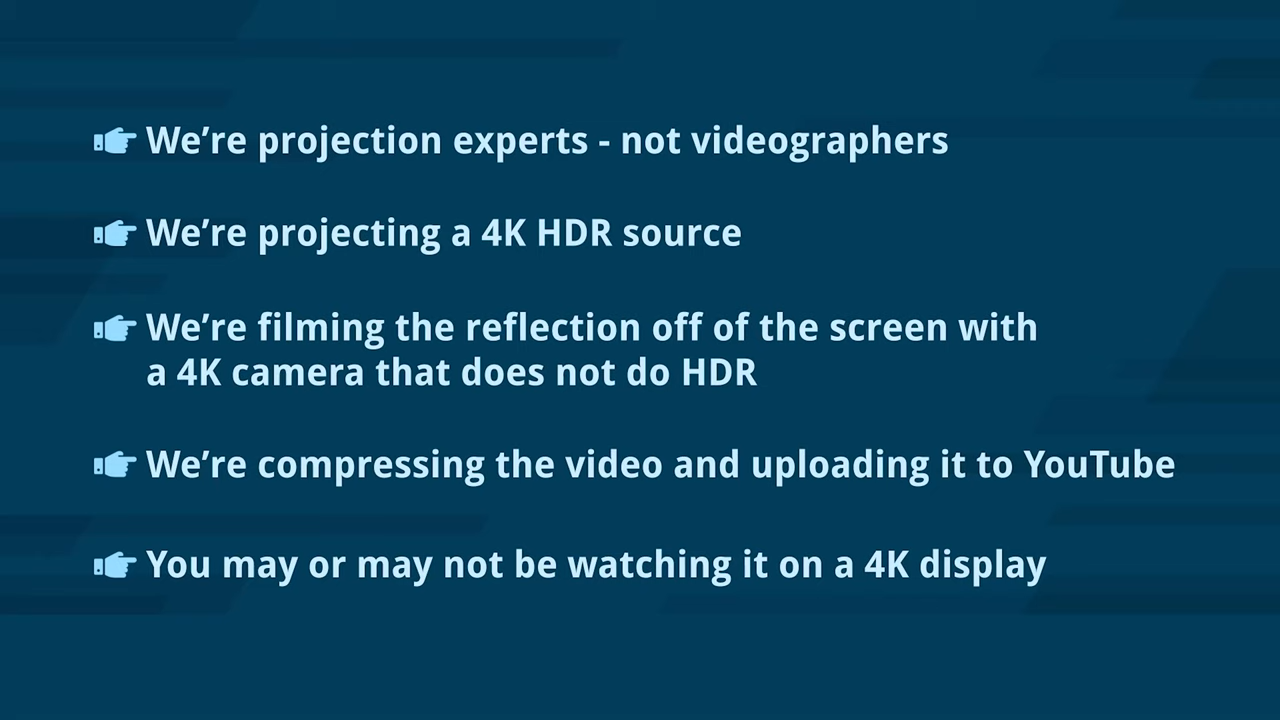 We’re projection experts - not videographers
We’re projecting a 4K HDR source
We’re filming the reflection off of the screen with
a 4K camera that does not do HDR
We’re compressing the video and uploading it to YouTube
You may or may not be watching it on a 4K display